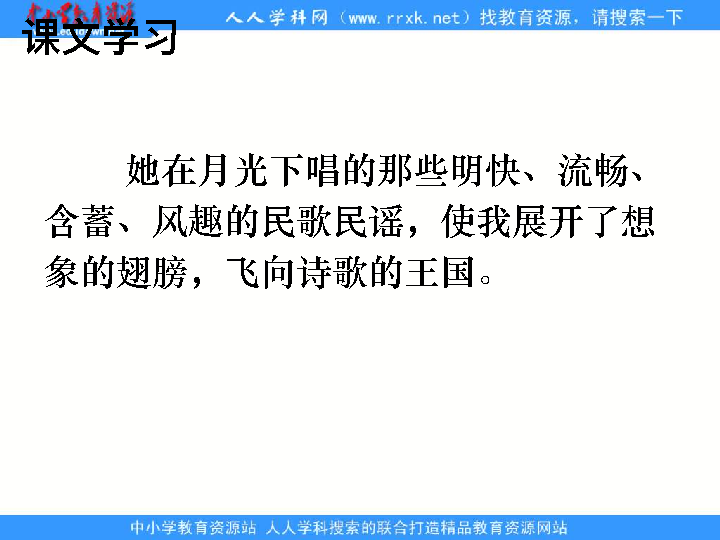 人人学科网（www.rrxk.net）找教育资源，请搜索一下
课文学习
她在月光下唱的那些明快、流畅、
含蓄、风趣的民歌民谣，使我展开了想
象的翅膀，飞向诗歌的王国。
中小学教育资源站 人人学科搜索的联合打造精品教育资源网站